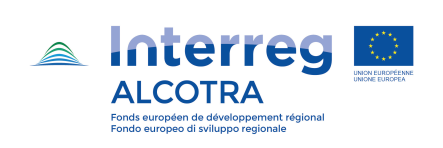 Interreg
ALCOTRA
Fonds européen de développement régional
Fondo europeo di sviluppo regionale
UNION EUROPÉENNE
UNIONE EUROPEA